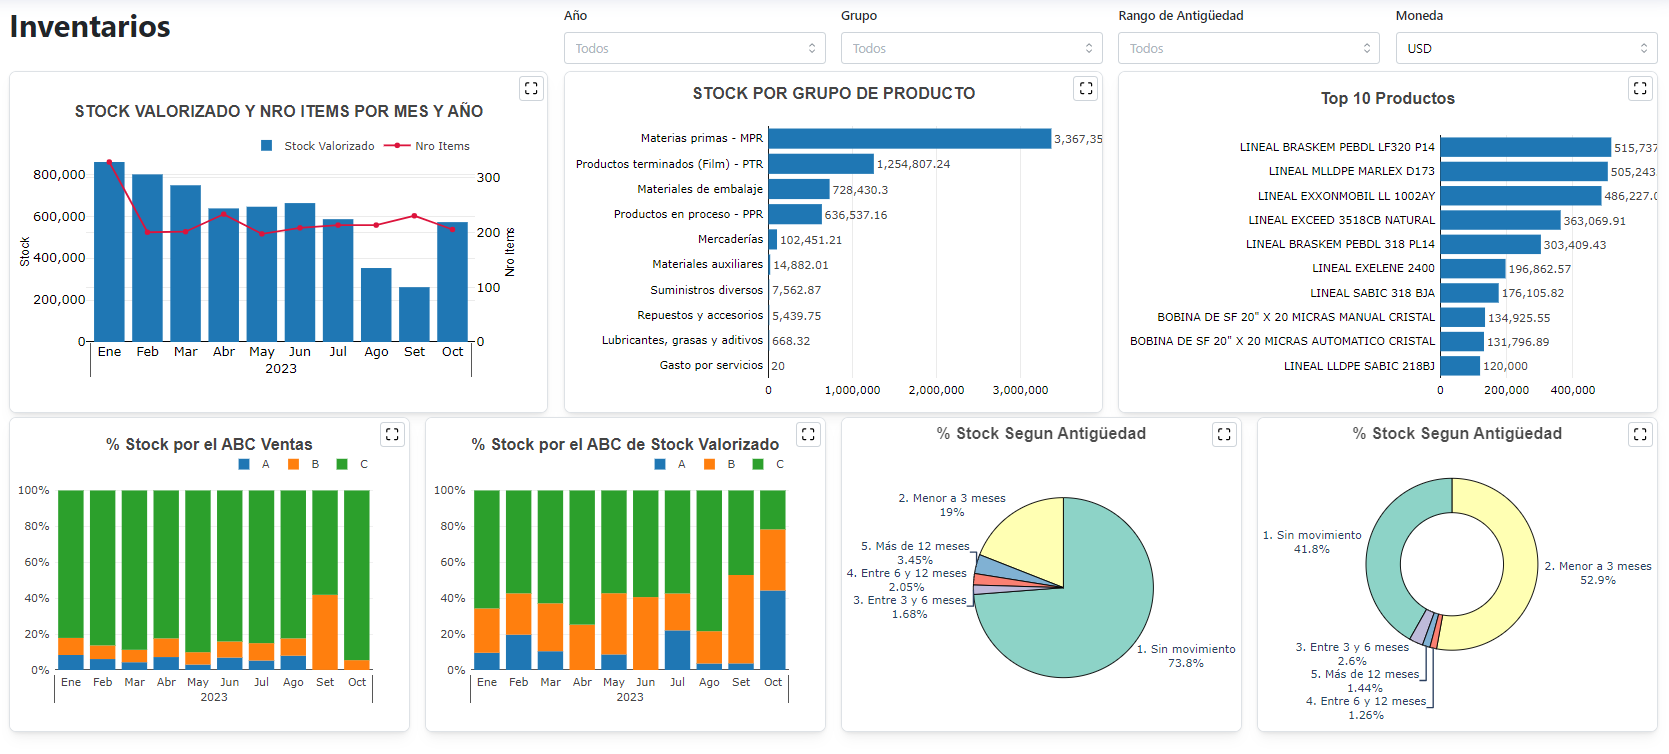 Inventarios
Año
Todos
Grupo
Todos
Rango de Antigüedad
Todos
Moneda
USD
STOCK VALORIZADO Y NRO ITEMS POR MES Y AÑO
Stock Valorizado
Nro Items
800,000
600,000
400,000
200,000
0
Stock
300
200
100
0
Nro Items
Ene Feb Mar Abr May Jun Jul Ago Set Oct
2023
STOCK POR GRUPO DE PRODUCTO
Materias primas - MPR 3,367,35
Productos terminados (Film) - PTR 1,254,807.24
Materiales de embalaje 728,430.3
Productos en proceso - PPR 636,537.16
Mercaderías 102,451.21
Materiales auxiliares 14,882.01
Suministros diversos 7,562.87
Repuestos y accesorios 5,439.75
Lubricantes, grasas y aditivos 668.32
Gasto por servicios 20
0 1,000,000 2,000,000 3,000,000
Top 10 Productos
LINEAL BRASKEM PEBDL LF320 P14 515,737
LINEAL MLLDPE MARLEX D173 505,243
LINEAL EXXONMOBIL LL 1002AY 486,227.0
LINEAL EXCEED 3518CB NATURAL 363,069.91
LINEAL BRASKEM PEBDL 318 PL14 303,409.43
LINEAL EXELENE 2400 196,862.57
LINEAL SABIC 318 BJA 176,105.82
BOBINA DE SF 20" X 20 MICRAS MANUAL CRISTAL 134,925.55
BOBINA DE SF 20" X 20 MICRAS AUTOMATICO CRISTAL 131,796.89
LINEAL LLDPE SABIC 218BJ 120,000
0 200,000 400,000
% Stock por el ABC Ventas
A B C
100%
80%
60%
40%
20%
0%
Ene Feb Mar Abr May Jun Jul Ago Set Oct
2023
% Stock por el ABC de Stock Valorizado
A B C
100%
80%
60%
40%
20%
0%
Ene Feb Mar Abr May Jun Jul Ago Set Oct
2023
% Stock Segun Antigüedad
2. Menor a 3 meses
19%
5. Más de 12 meses
3.45%
4. Entre 6 y 12 meses
2.05%
3. Entre 3 y 6 meses
1.68%
1. Sin movimiento
73.8%
% Stock Segun Antigüedad
1. Sin movimiento
41.8%
2. Menor a 3 meses
52.9%
3. Entre 3 y 6 meses
2.6%
5. Más de 12 meses
1.44%
4. Entre 6 y 12 meses
1.26%